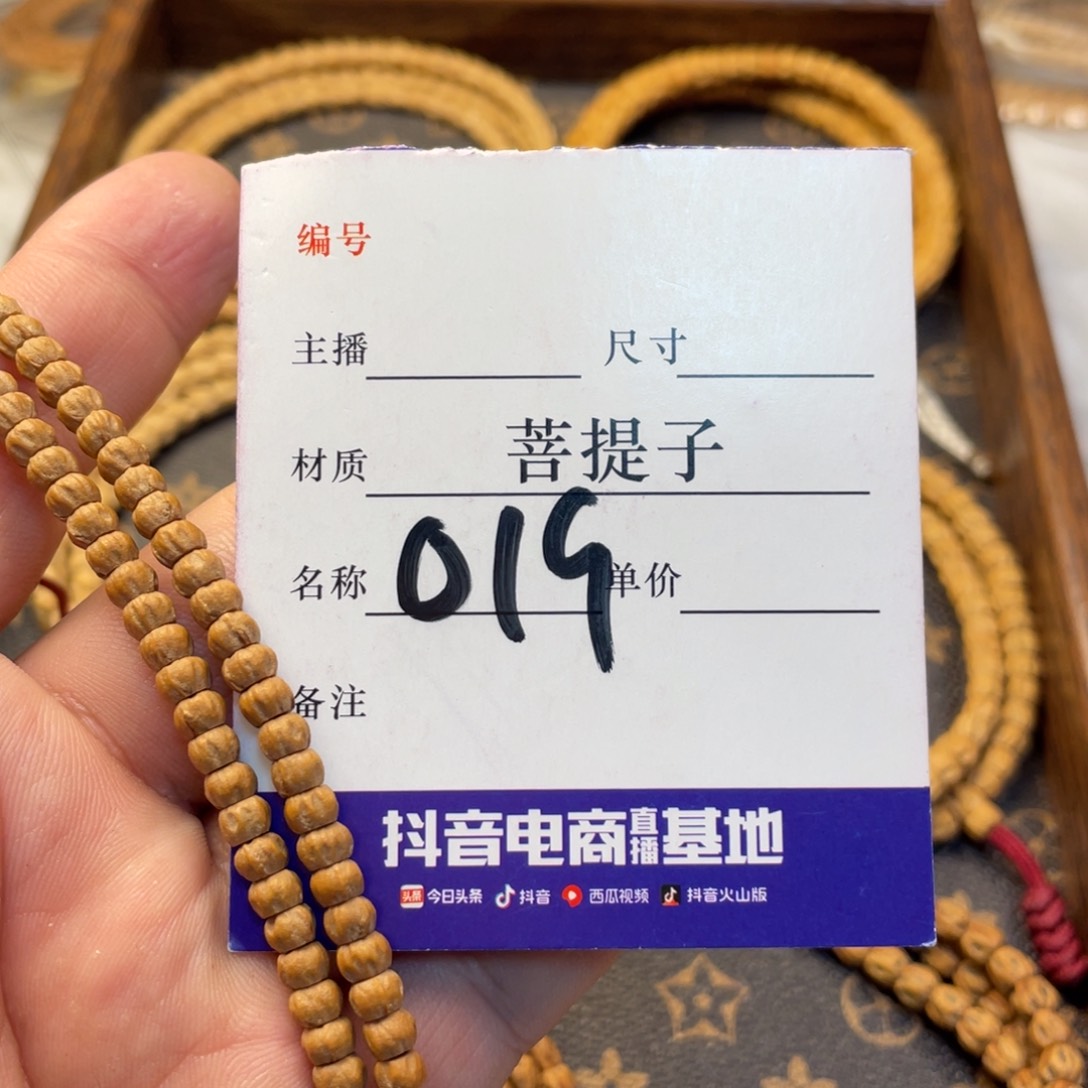 编号
主播 尺寸
材质 菩提子
名称 019 单价
备注
抖音电商直播基地
头条 今日头条 抖音 西瓜视频 抖音火山版